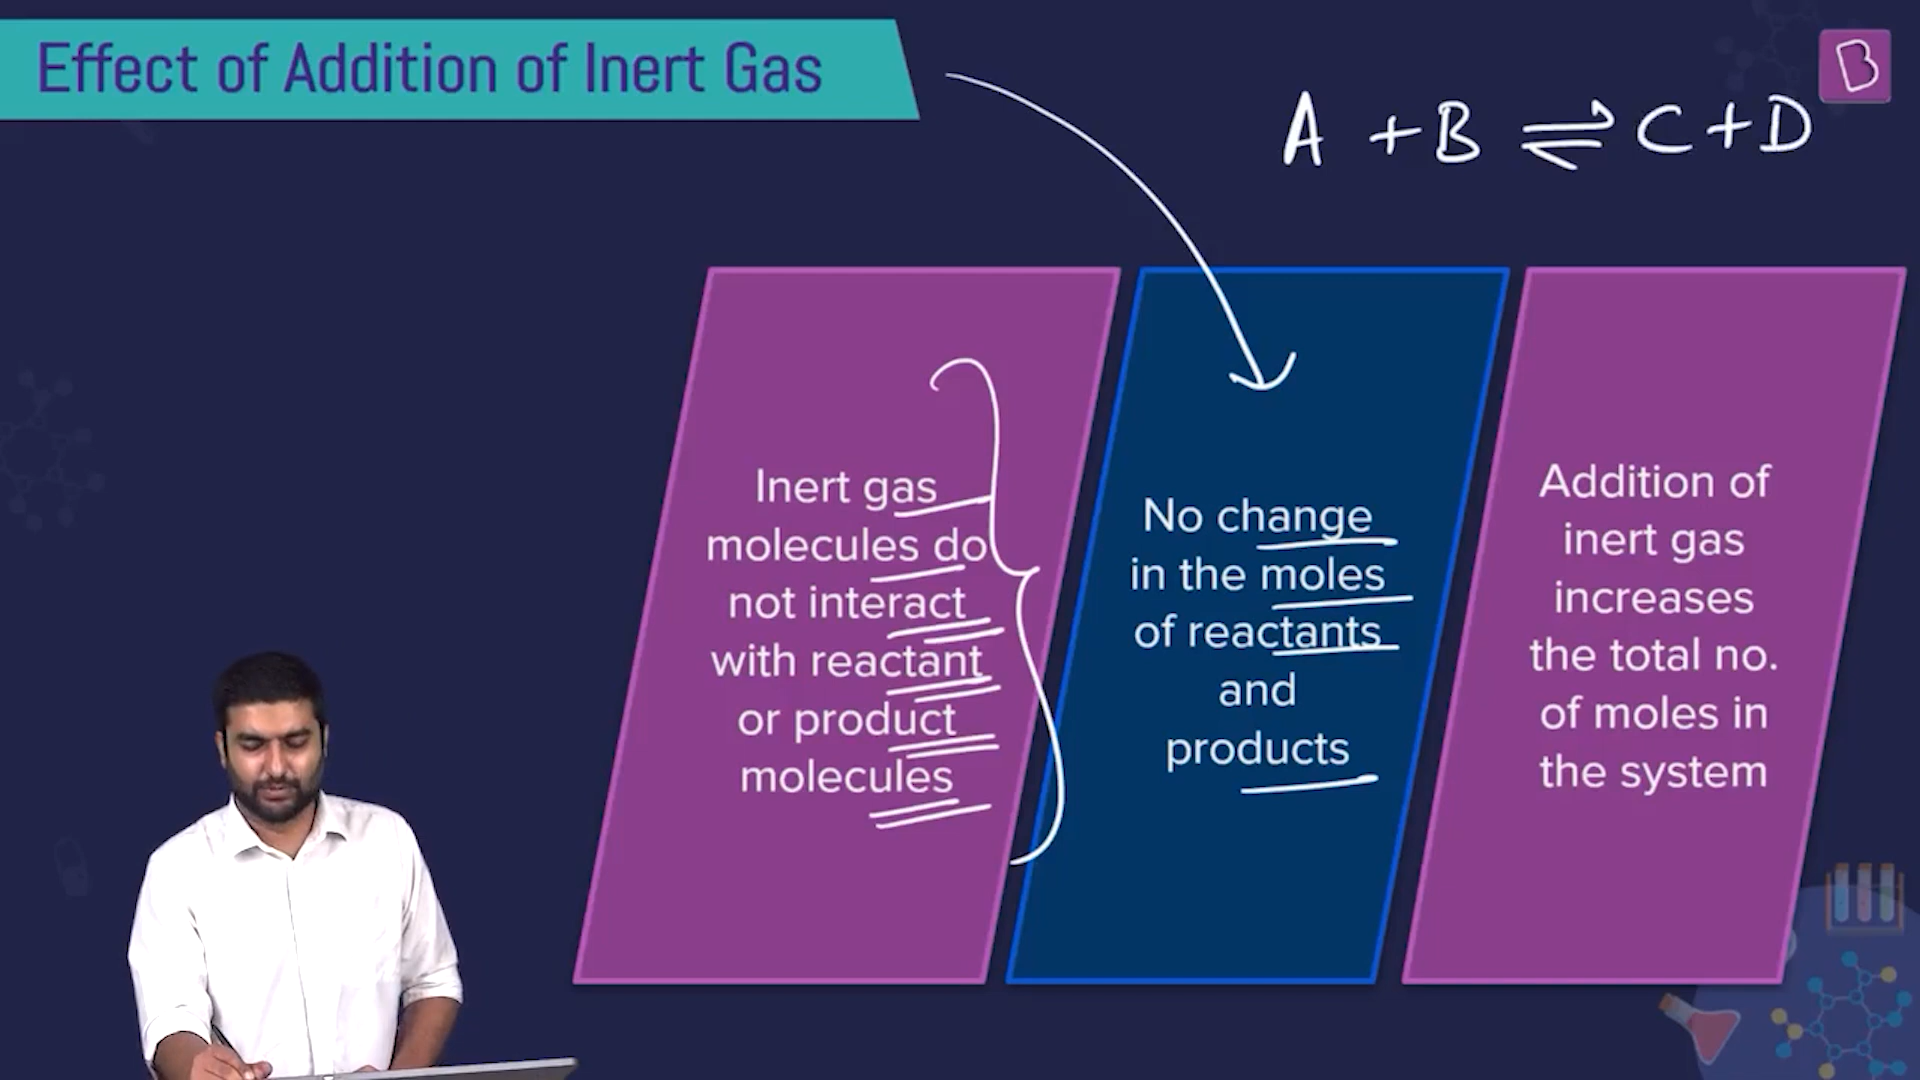 Effect of Addition of Inert Gas
B
A + B ⇌ C + D
Inert gas
molecules do
not interact
with reactant
or product
molecules
No change
in the moles
of reactants
and
products
Addition of
inert gas
increases
the total no.
of moles in
the system